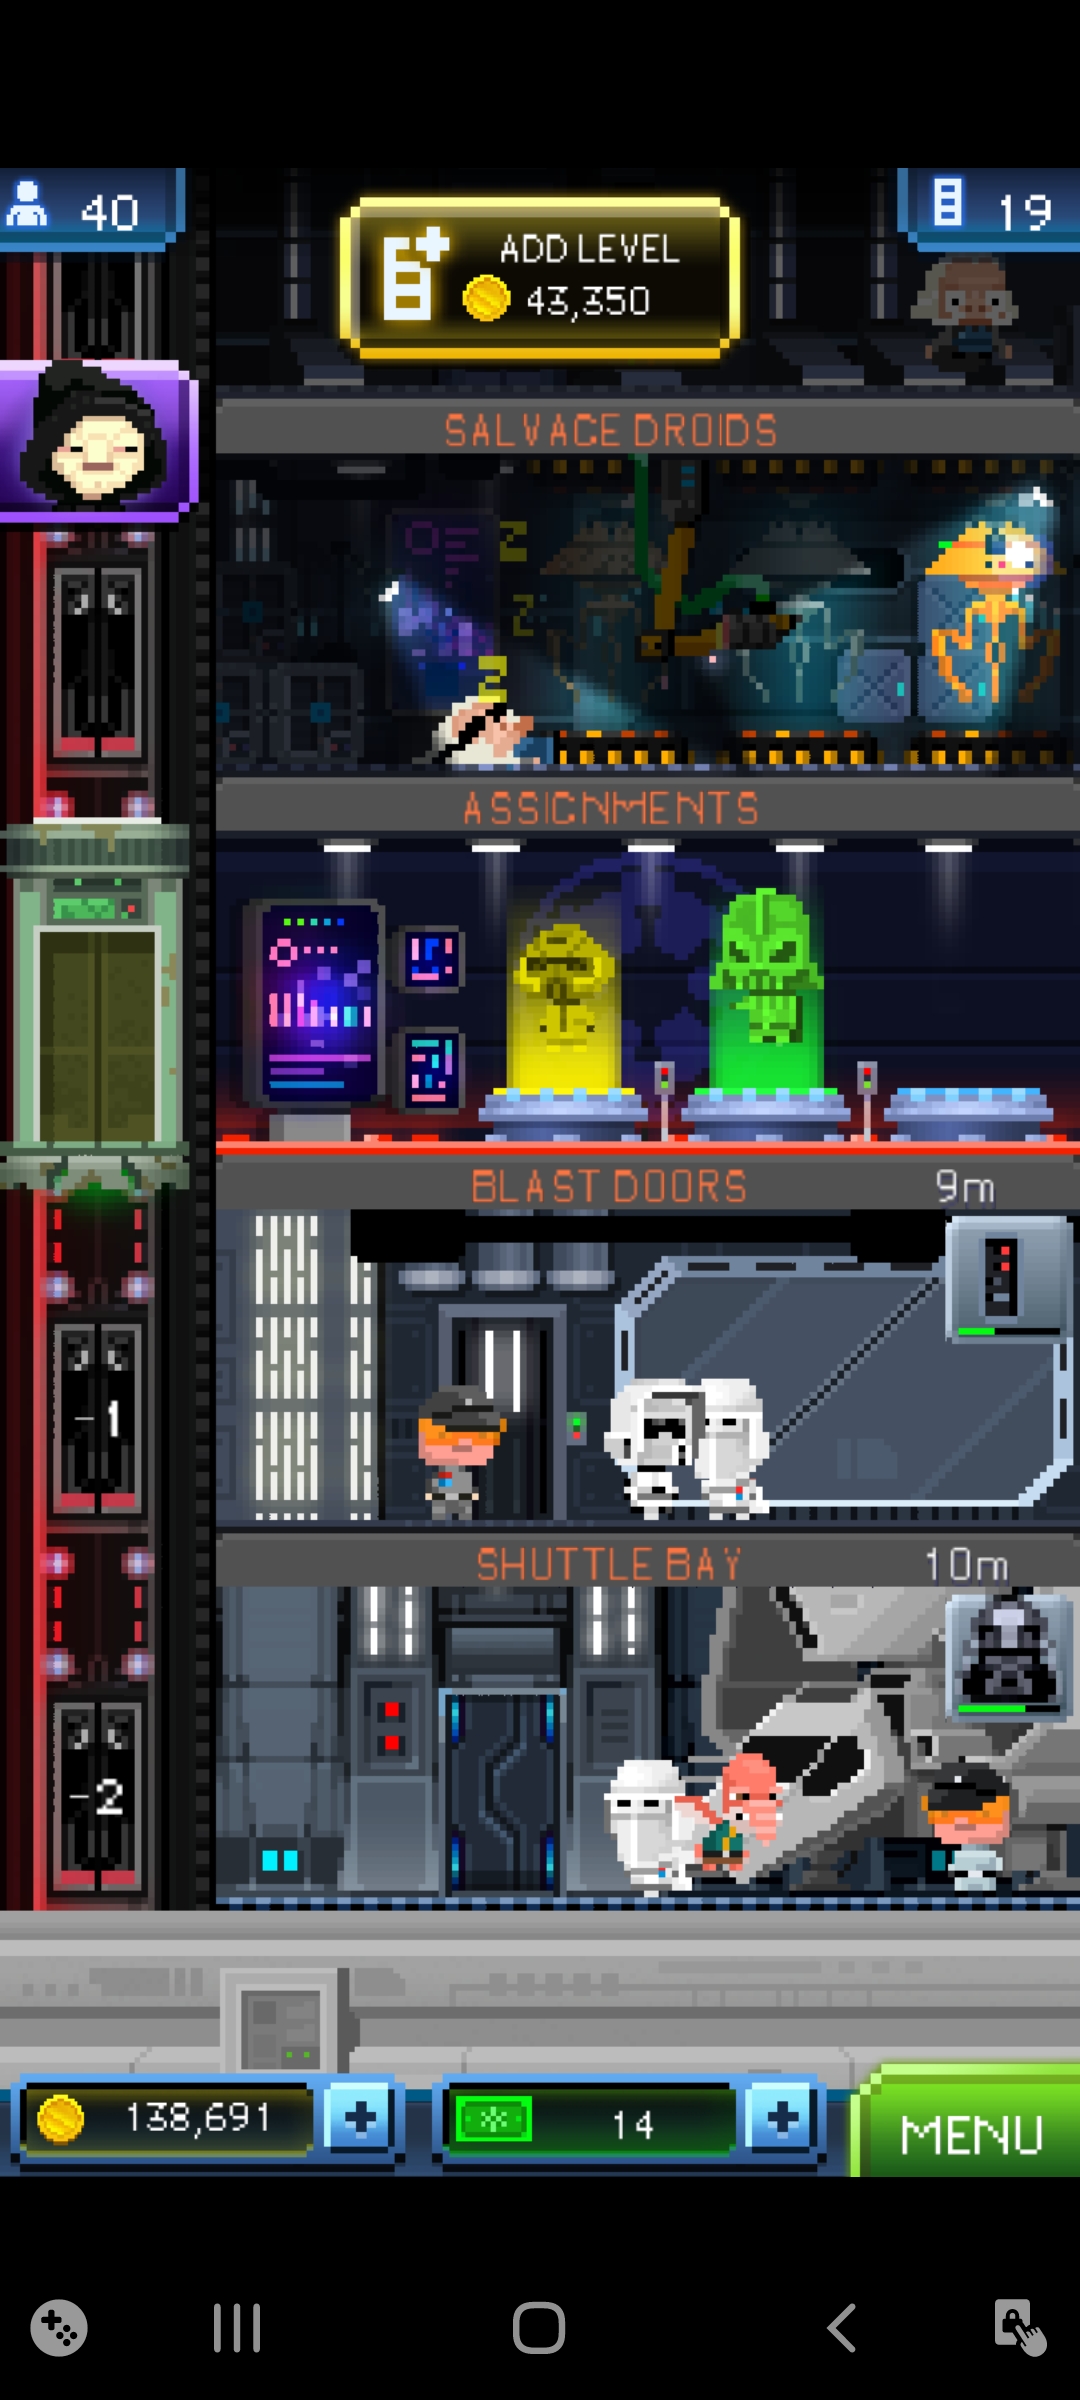 40
ADD LEVEL
43,350
19
SALVAGE DROIDS
Z
Z
Z
ASSIGNMENTS
BLAST DOORS
9m
-1
SHUTTLE BAY
10m
-2
138,691
14
MENU